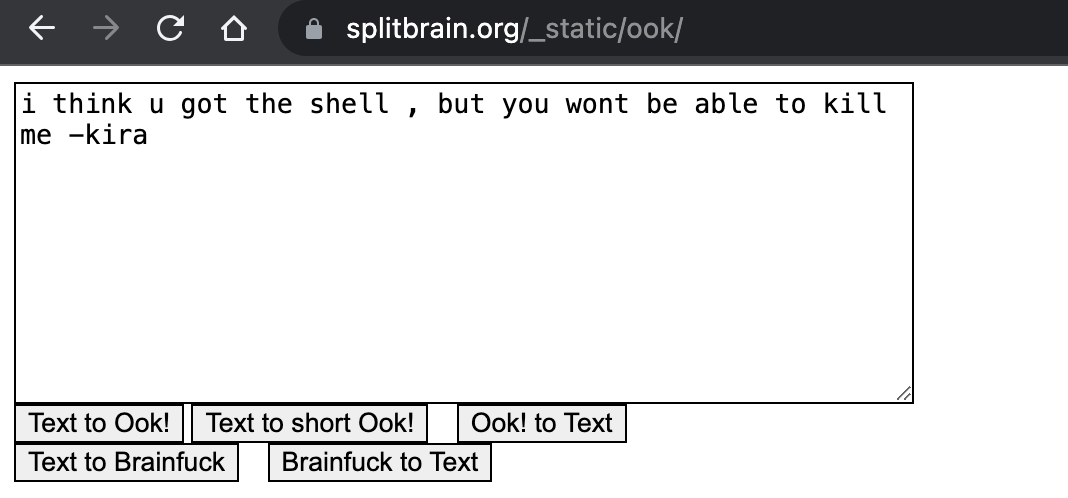 splitbrain.org/_static/ook/
i think u got the shell , but you wont be able to kill
me -kira
Text to Ook! Text to short Ook! Ook! to Text
Text to Brainfuck Brainfuck to Text